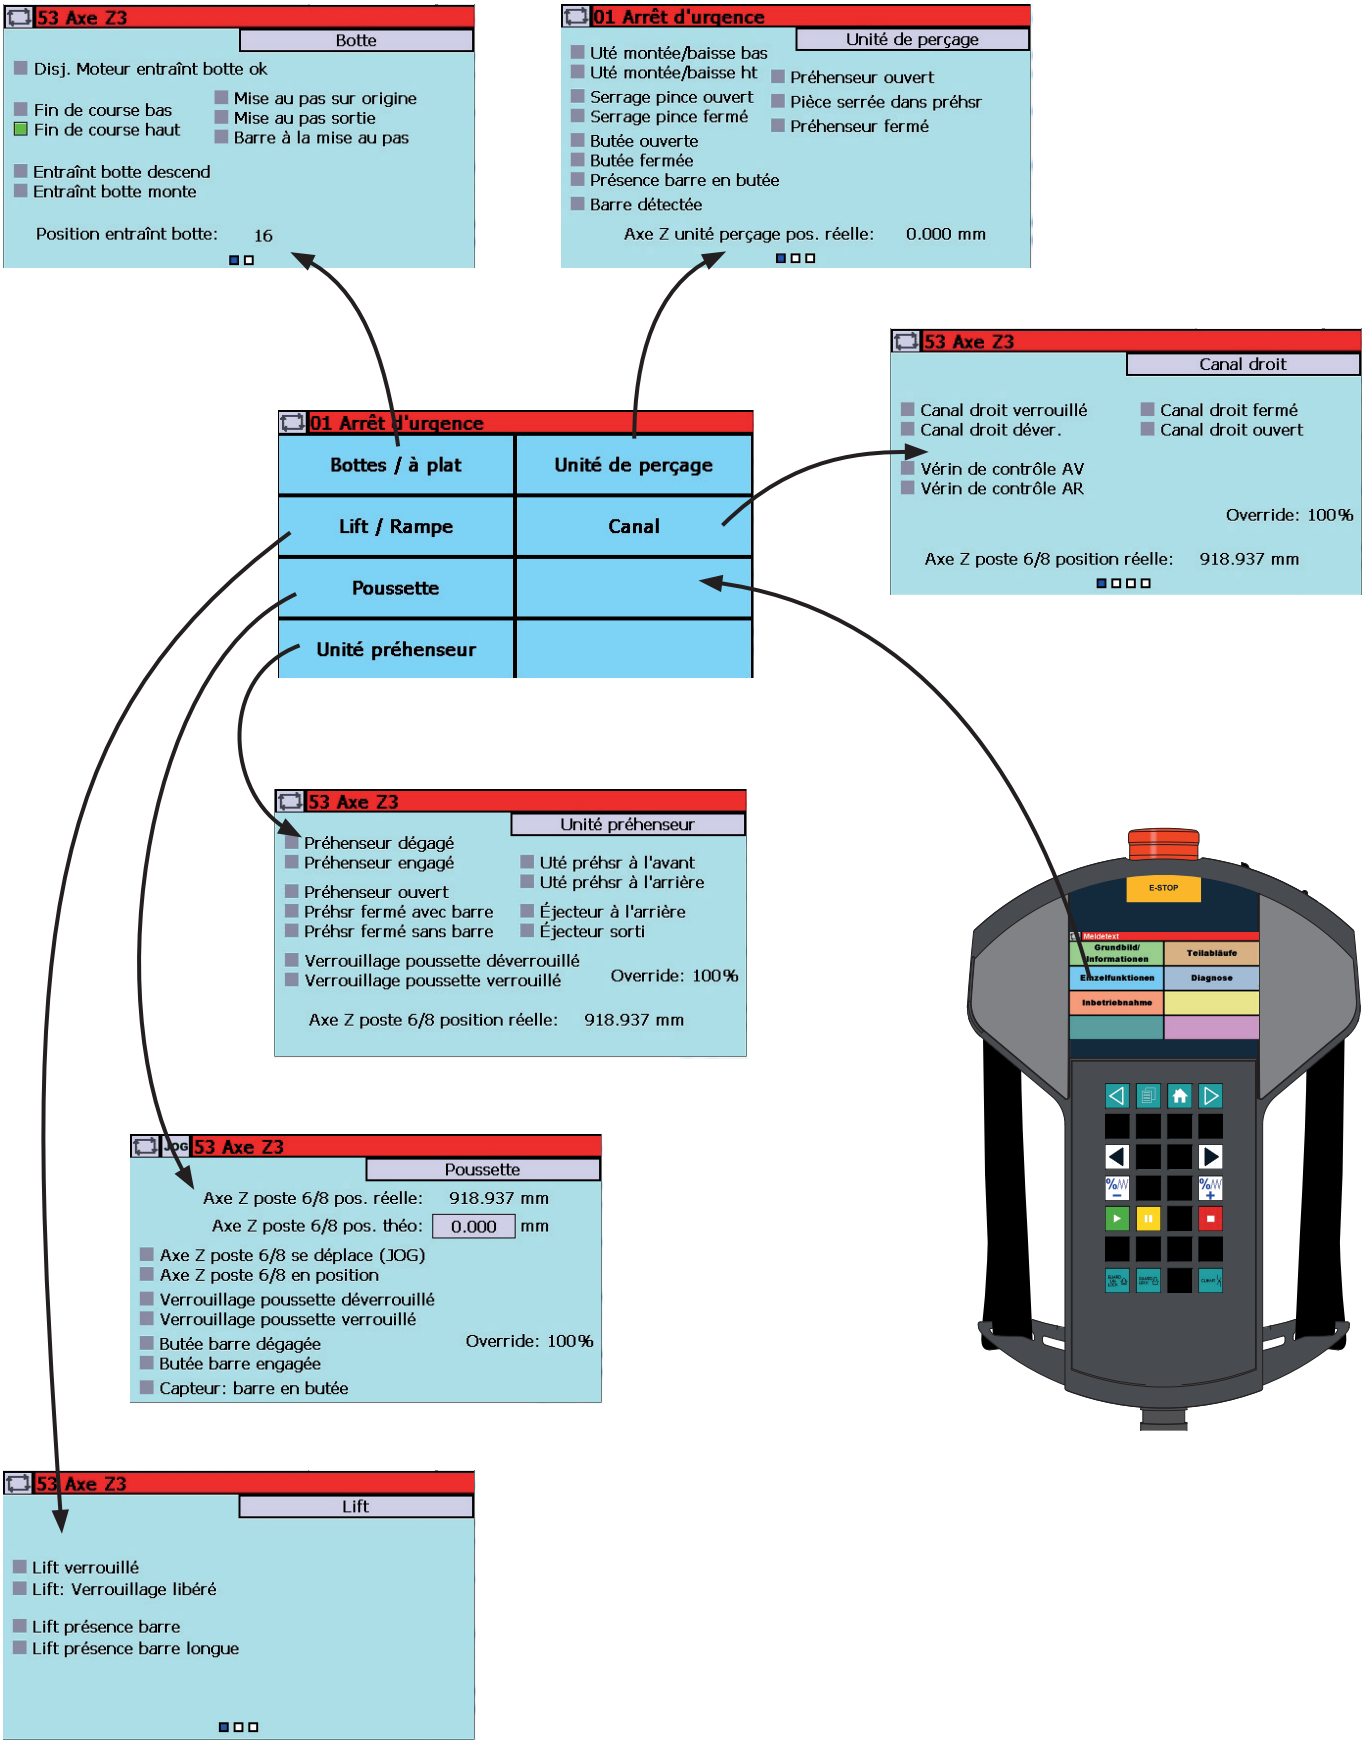 53 Axe Z3
Botte
Disj. Moteur entraînt botte ok
Fin de course bas
Fin de course haut
Mise au pas sur origine
Mise au pas sortie
Barre à la mise au pas
Entraînt botte descend
Entraînt botte monte
Position entraînt botte: 16
01 Arrêt d'urgence
Unité de perçage
Uté montée/baisse bas
Uté montée/baisse ht
Serrage pince ouvert
Serrage pince fermé
Butée ouverte
Butée fermée
Présence barre en butée
Barre détectée
Préhenseur ouvert
Pièce serrée dans préhsr
Préhenseur fermé
Axe Z unité perçage pos. réelle: 0.000 mm
53 Axe Z3
Canal droit
Canal droit verrouillé
Canal droit déver.
Canal droit fermé
Canal droit ouvert
Vérin de contrôle AV
Vérin de contrôle AR
Override: 100%
Axe Z poste 6/8 position réelle: 918.937 mm
01 Arrêt d'urgence
Bottes / à plat
Unité de perçage
Lift / Rampe
Canal
Poussette
Unité préhenseur
53 Axe Z3
Unité préhenseur
Préhenseur dégagé
Préhenseur engagé
Préhenseur ouvert
Préhsr fermé avec barre
Préhsr fermé sans barre
Uté préhsr à l'avant
Uté préhsr à l'arrière
Éjecteur à l'arrière
Éjecteur sorti
Verrouillage poussette déverrouillé
Verrouillage poussette verrouillé
Override: 100%
Axe Z poste 6/8 position réelle: 918.937 mm
E-STOP
Meldetext
Grundbild/
Informationen
Teilabläufe
Einzelfunktionen
Diagnose
Inbetriebnahme
%
−
%
+
JOG 53 Axe Z3
Poussette
Axe Z poste 6/8 pos. réelle: 918.937 mm
Axe Z poste 6/8 pos. théo: 0.000 mm
Axe Z poste 6/8 se déplace (JOG)
Axe Z poste 6/8 en position
Verrouillage poussette déverrouillé
Verrouillage poussette verrouillé
Butée barre dégagée
Butée barre engagée
Override: 100%
Capteur: barre en butée
53 Axe Z3
Lift
Lift verrouillé
Lift: Verrouillage libéré
Lift présence barre
Lift présence barre longue